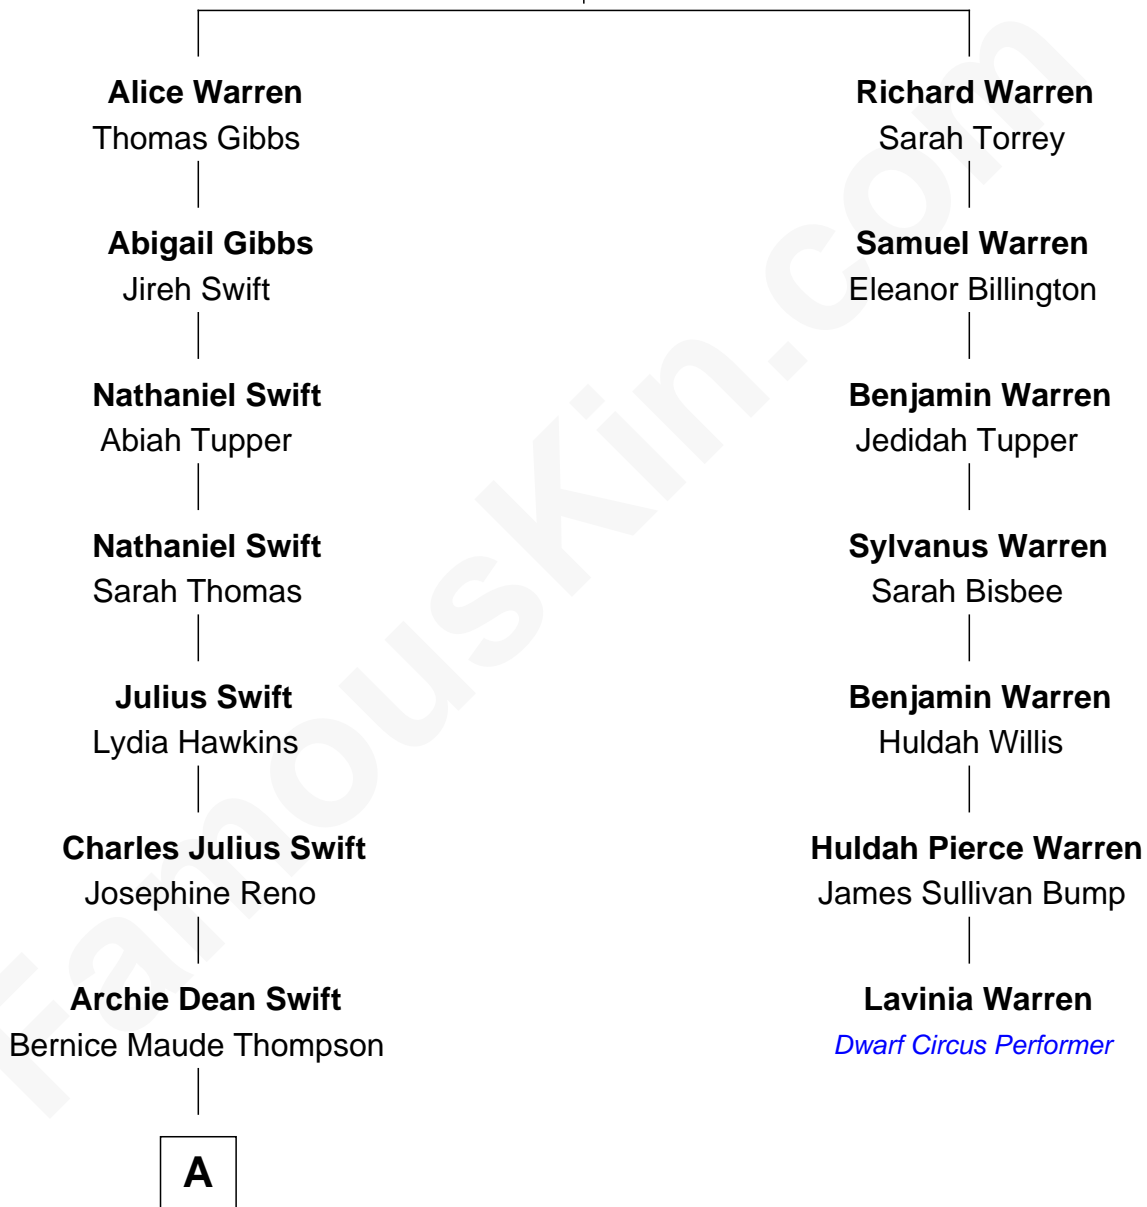 Alice Warren
Thomas Gibbs
Richard Warren
Sarah Torrey
Abigail Gibbs
Jireh Swift
Samuel Warren
Eleanor Billington
Nathaniel Swift
Abiah Tupper
Benjamin Warren
Jedidah Tupper
Nathaniel Swift
Sarah Thomas
Sylvanus Warren
Sarah Bisbee
Julius Swift
Lydia Hawkins
Benjamin Warren
Huldah Willis
Charles Julius Swift
Josephine Reno
Huldah Pierce Warren
James Sullivan Bump
Archie Dean Swift
Bernice Maude Thompson
Lavinia Warren
Dwarf Circus Performer
A
FamousKin.com